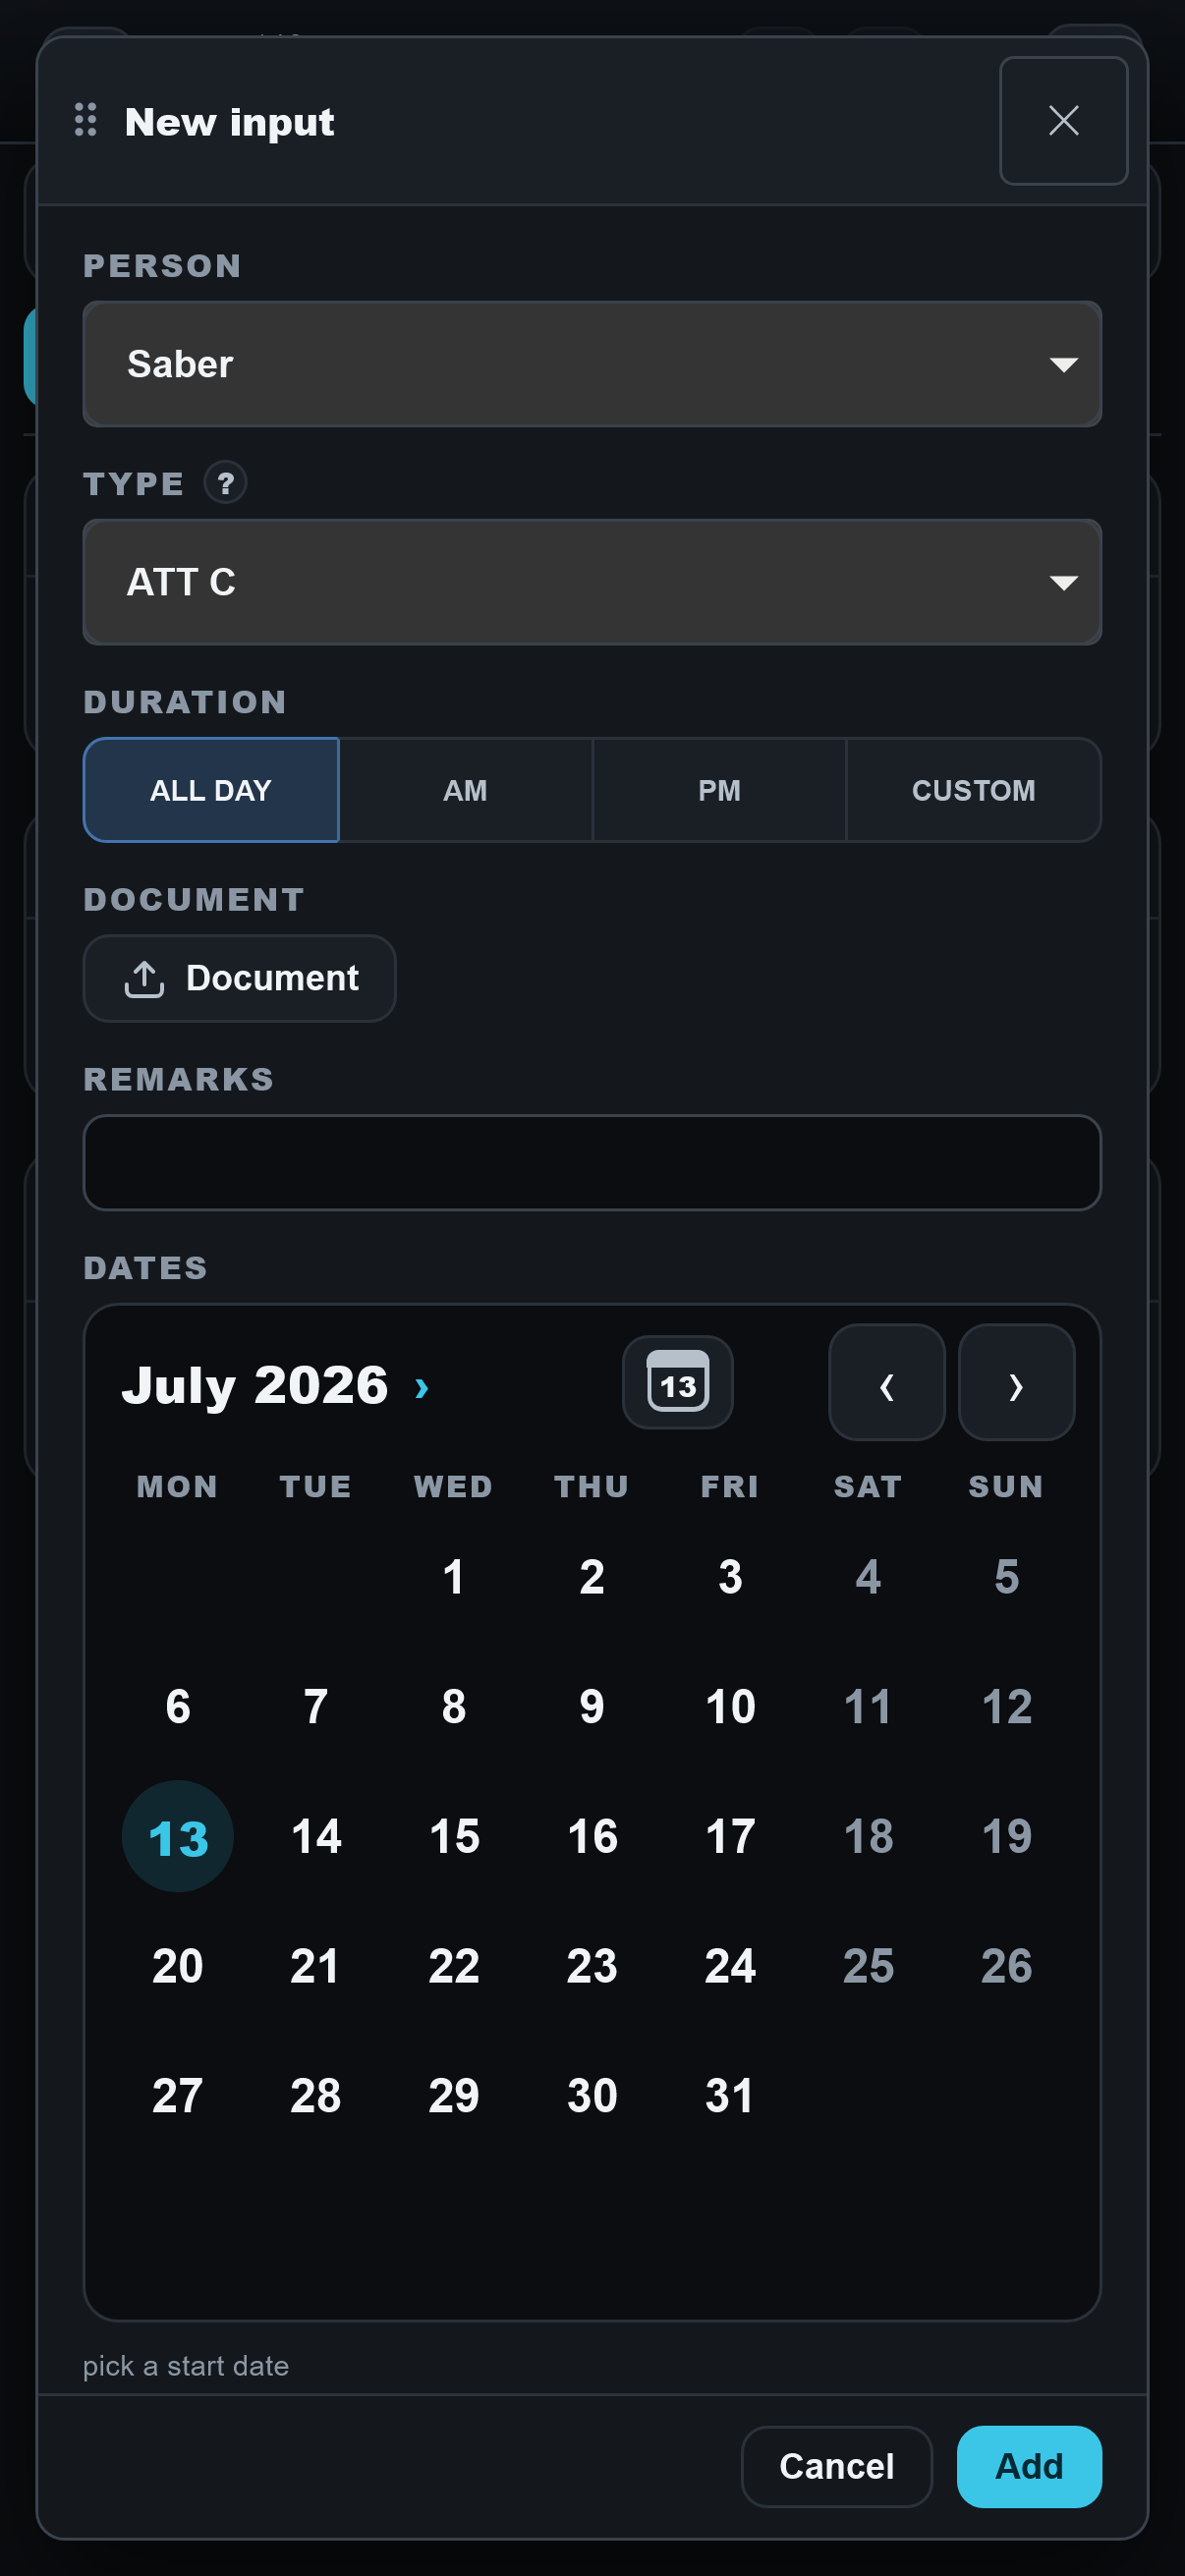 New input
PERSON
Saber
TYPE ?
ATT C
DURATION
ALL DAY AM PM CUSTOM
DOCUMENT
Document
REMARKS
DATES
July 2026 › 13 ‹ ›
MON TUE WED THU FRI SAT SUN
1 2 3 4 5
6 7 8 9 10 11 12
13 14 15 16 17 18 19
20 21 22 23 24 25 26
27 28 29 30 31
pick a start date
Cancel Add